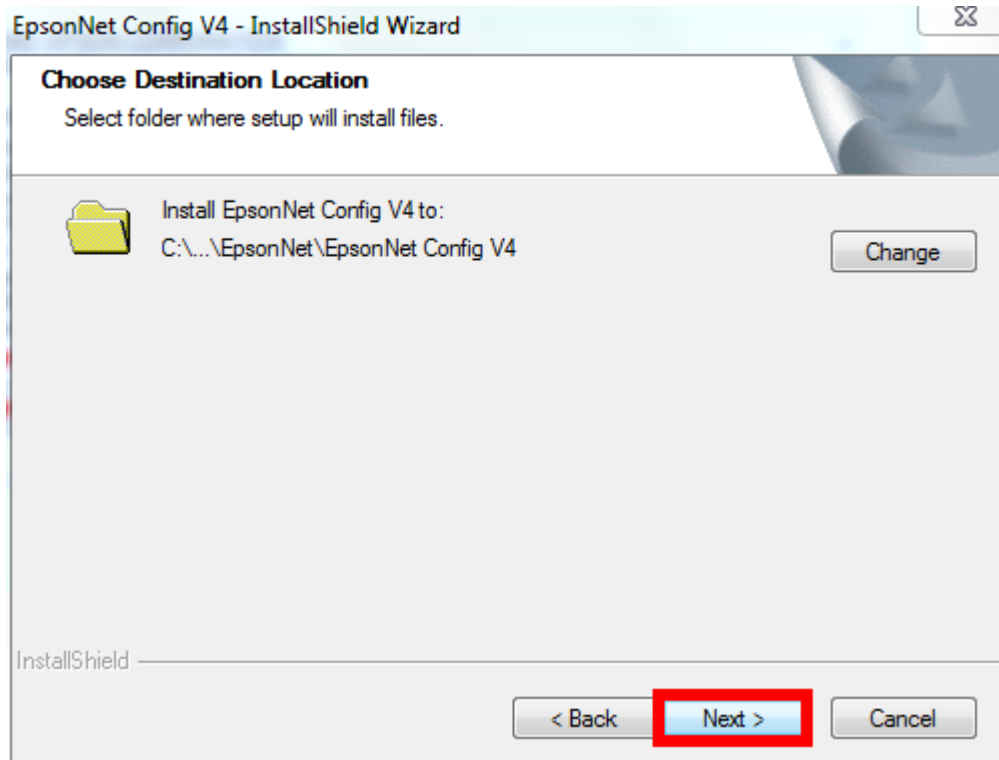 EpsonNet Config V4 - InstallShield Wizard
Choose Destination Location
Select folder where setup will install files.
Install EpsonNet Config V4 to:
C:\...\EpsonNet\EpsonNet Config V4
Change
InstallShield
< Back
Next >
Cancel